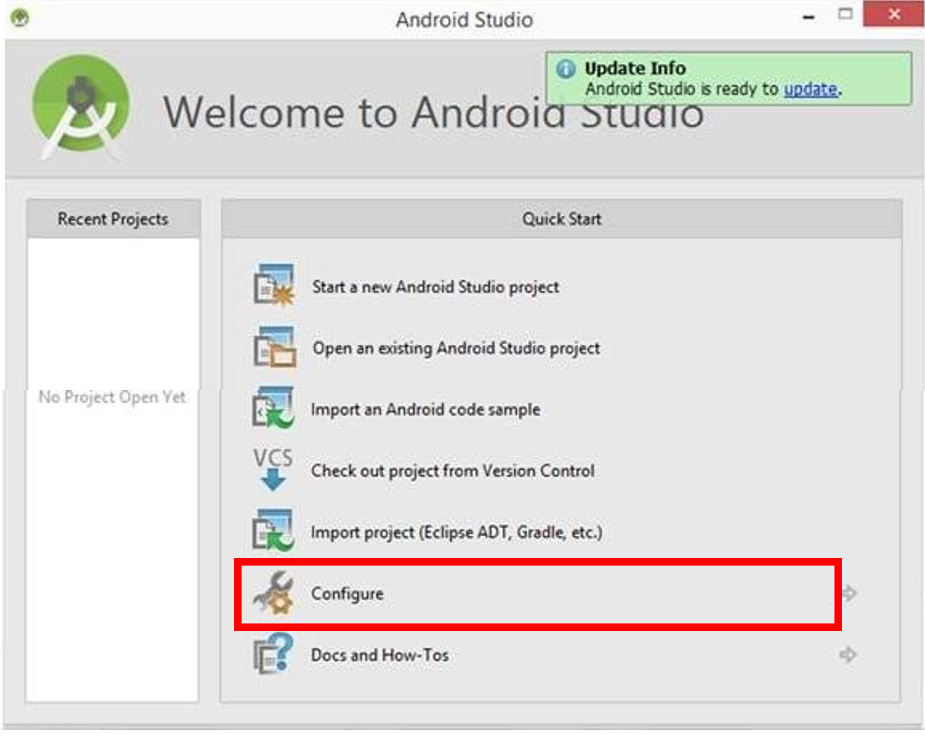 Android Studio
Update Info
Android Studio is ready to update.
Welcome to Android Studio
Recent Projects
No Project Open Yet
Quick Start
Start a new Android Studio project
Open an existing Android Studio project
Import an Android code sample
VCS
Check out project from Version Control
Import project (Eclipse ADT, Gradle, etc.)
Configure
Docs and How-Tos